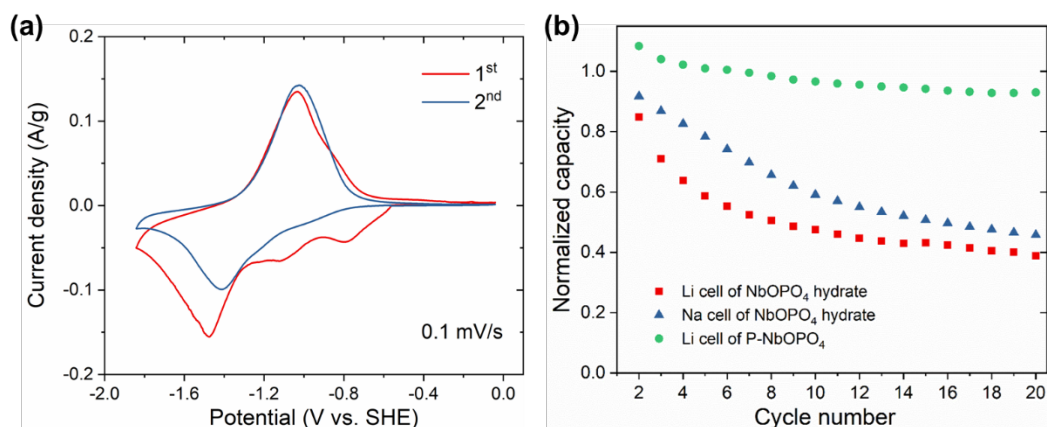 (a)
0.2
0.1
0.0
-0.1
-0.2
Current density (A/g)
1st
2nd
0.1 mV/s
-2.0 -1.6 -1.2 -0.8 -0.4 0.0
Potential (V vs. SHE)
(b)
1.0
0.8
0.6
0.4
0.2
0.0
Normalized capacity
Li cell of NbOPO4 hydrate
Na cell of NbOPO4 hydrate
Li cell of P-NbOPO4
2 4 6 8 10 12 14 16 18 20
Cycle number